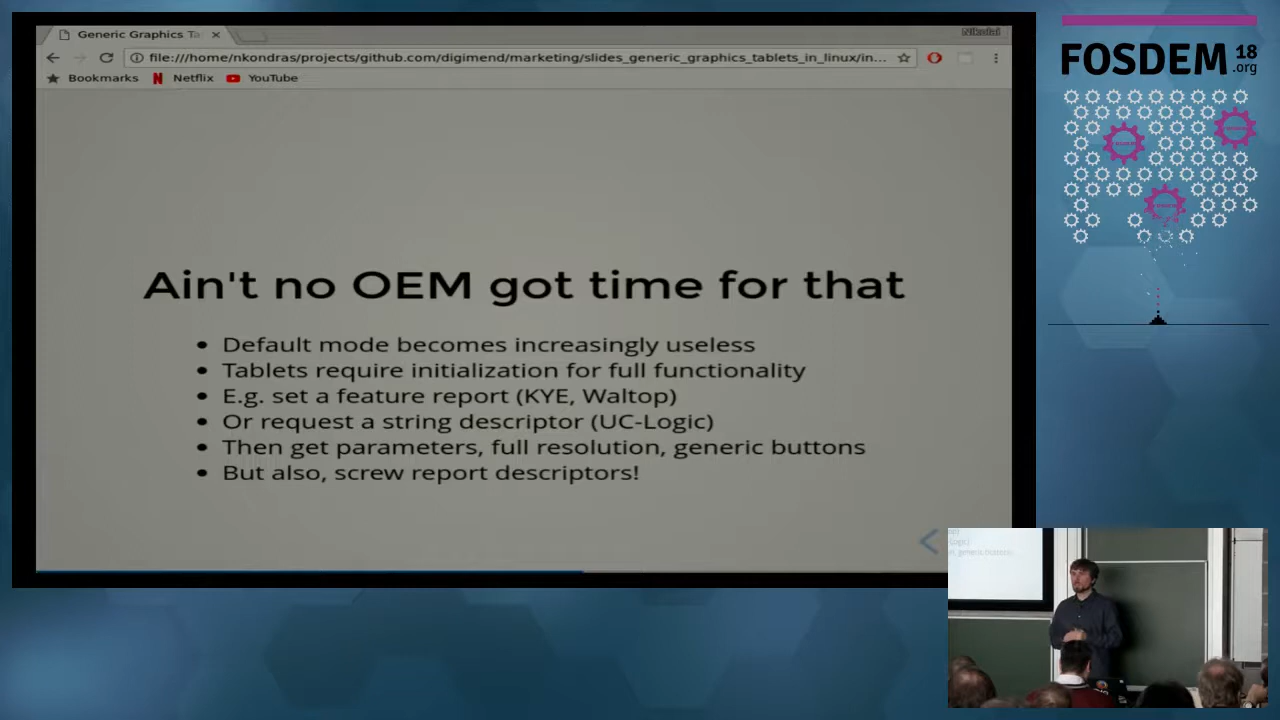 Generic Graphics Ta
Nikolai
file:///home/nkondras/projects/github.com/digimend/marketing/slides_generic_graphics_tablets_in_linux/in...
Bookmarks
Netflix
YouTube
Ain't no OEM got time for that
• Default mode becomes increasingly useless
• Tablets require initialization for full functionality
• E.g. set a feature report (KYE, Waltop)
• Or request a string descriptor (UC-Logic)
• Then get parameters, full resolution, generic buttons
• But also, screw report descriptors!
FOSDEM 18
.org